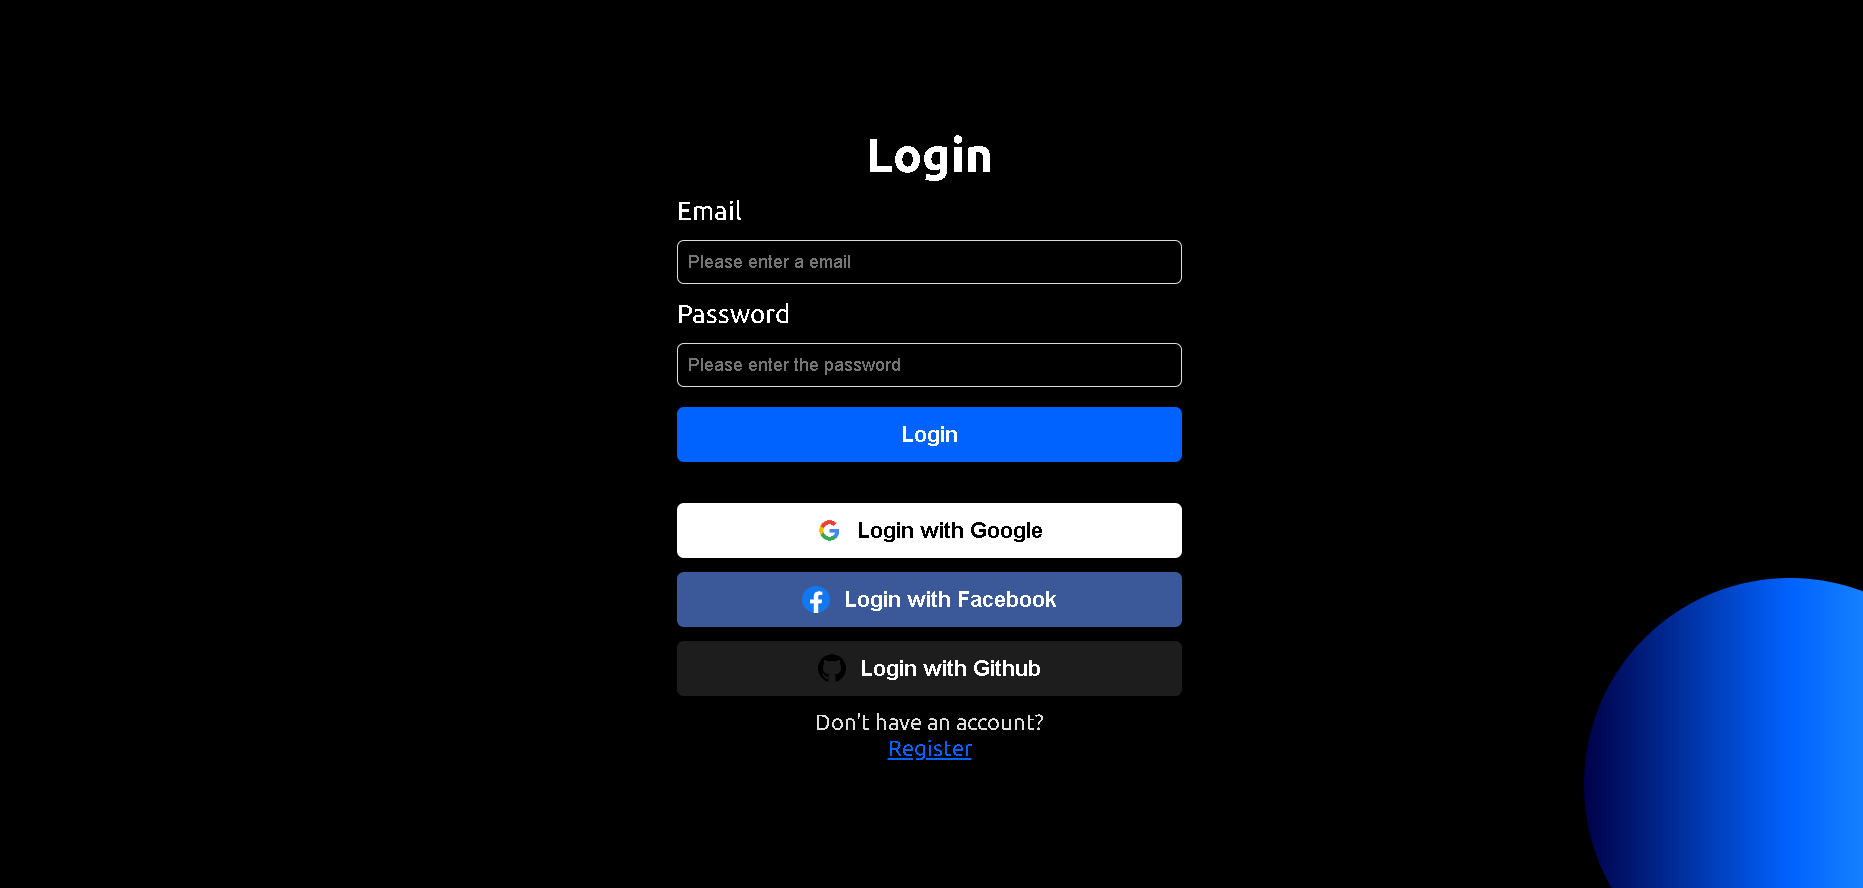 Login
Email
Please enter a email
Password
Please enter the password
Login
Login with Google
Login with Facebook
Login with Github
Don't have an account?
Register